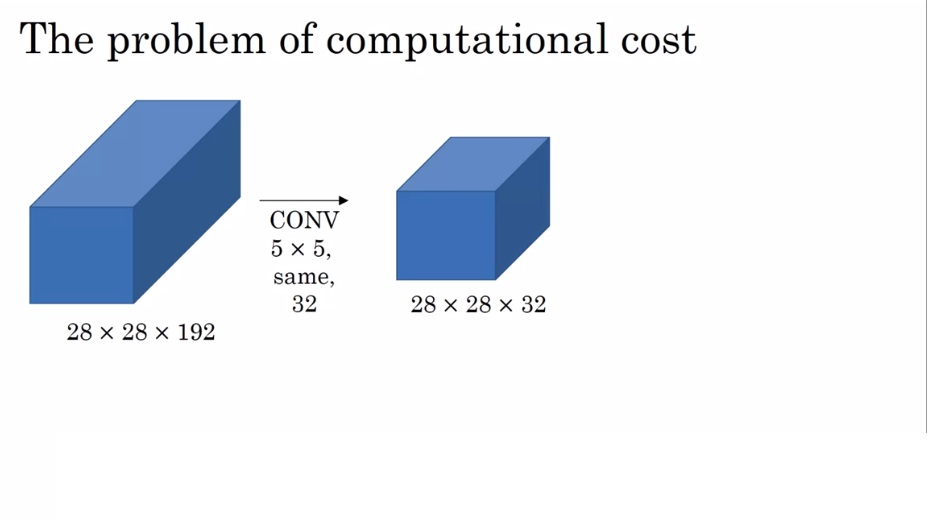 The problem of computational cost
CONV
5 × 5,
same,
32
28 × 28 × 192
28 × 28 × 32